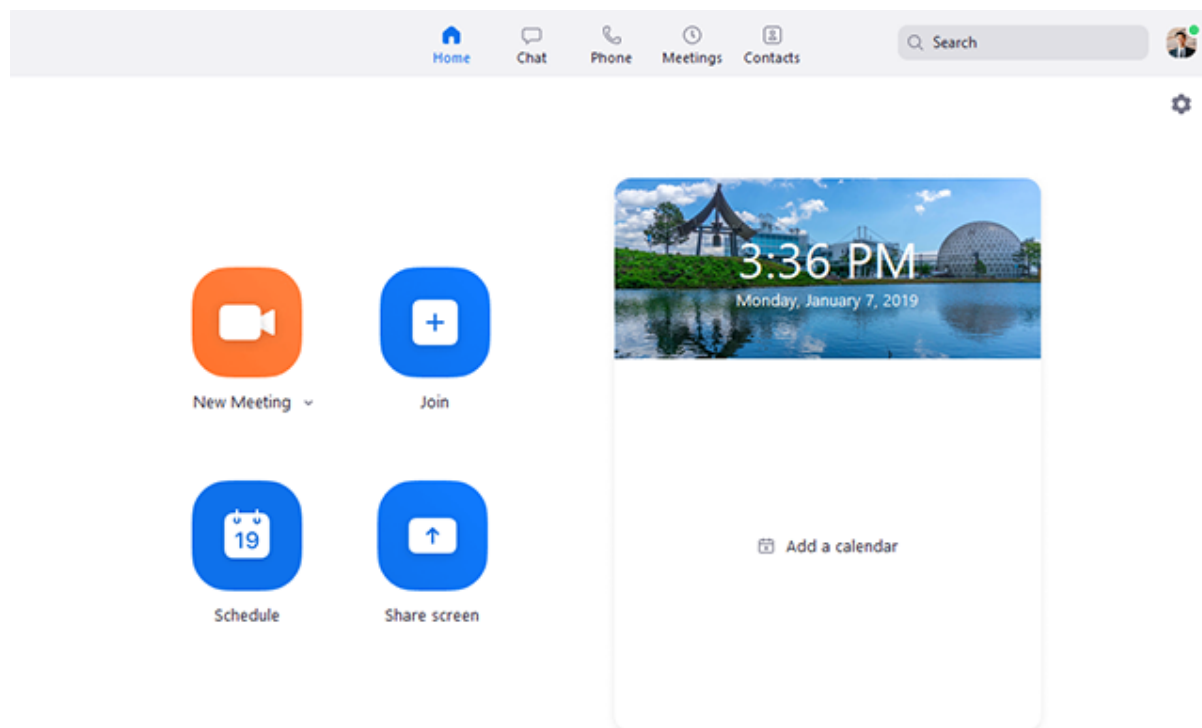 Home
Chat
Phone
Meetings
Contacts
Search
3:36 PM
Monday, January 7, 2019
New Meeting
Join
19
Schedule
Share screen
Add a calendar